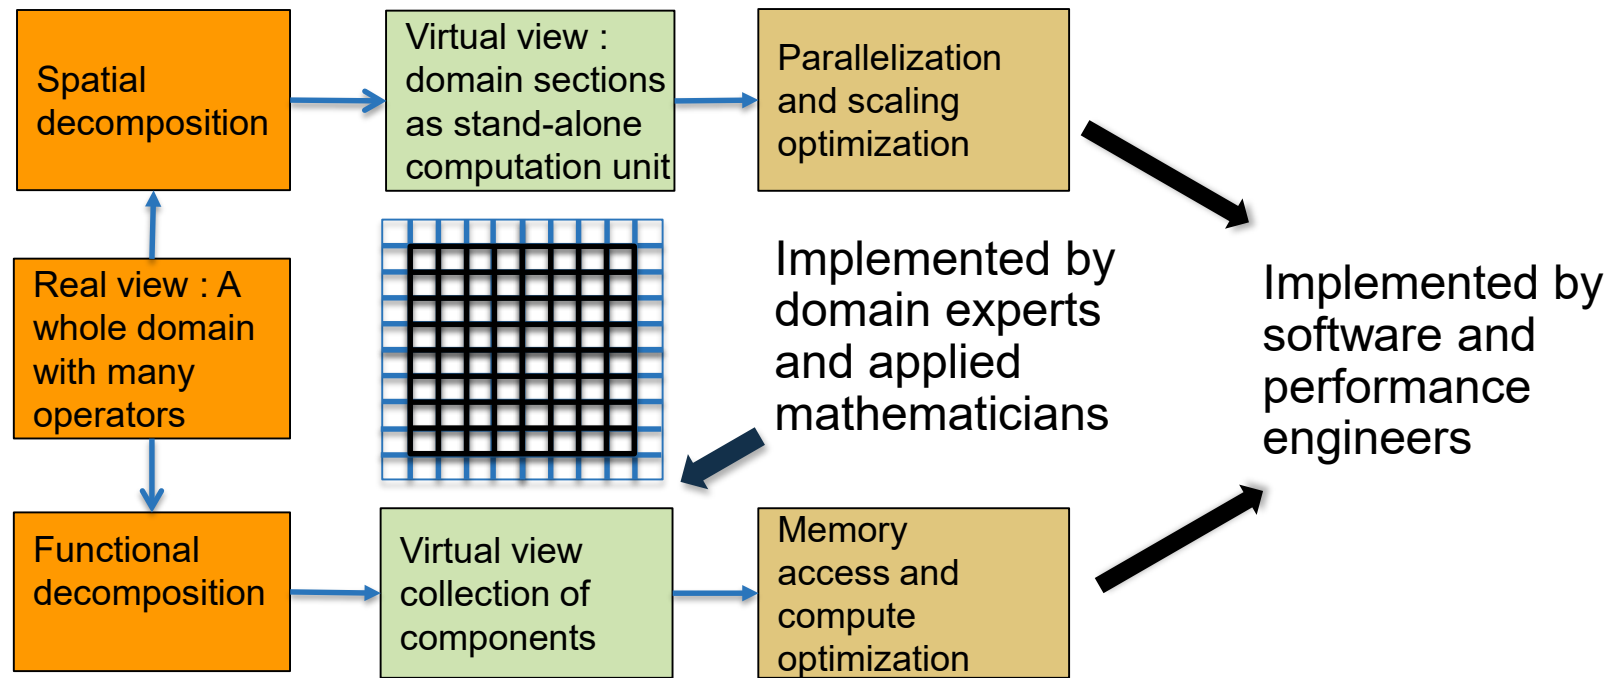 Spatial
decomposition
Virtual view :
domain sections
as stand-alone
computation unit
Parallelization
and scaling
optimization
Real view : A
whole domain
with many
operators
Implemented by
domain experts
and applied
mathematicians
Implemented by
software and
performance
engineers
Functional
decomposition
Virtual view
collection of
components
Memory
access and
compute
optimization